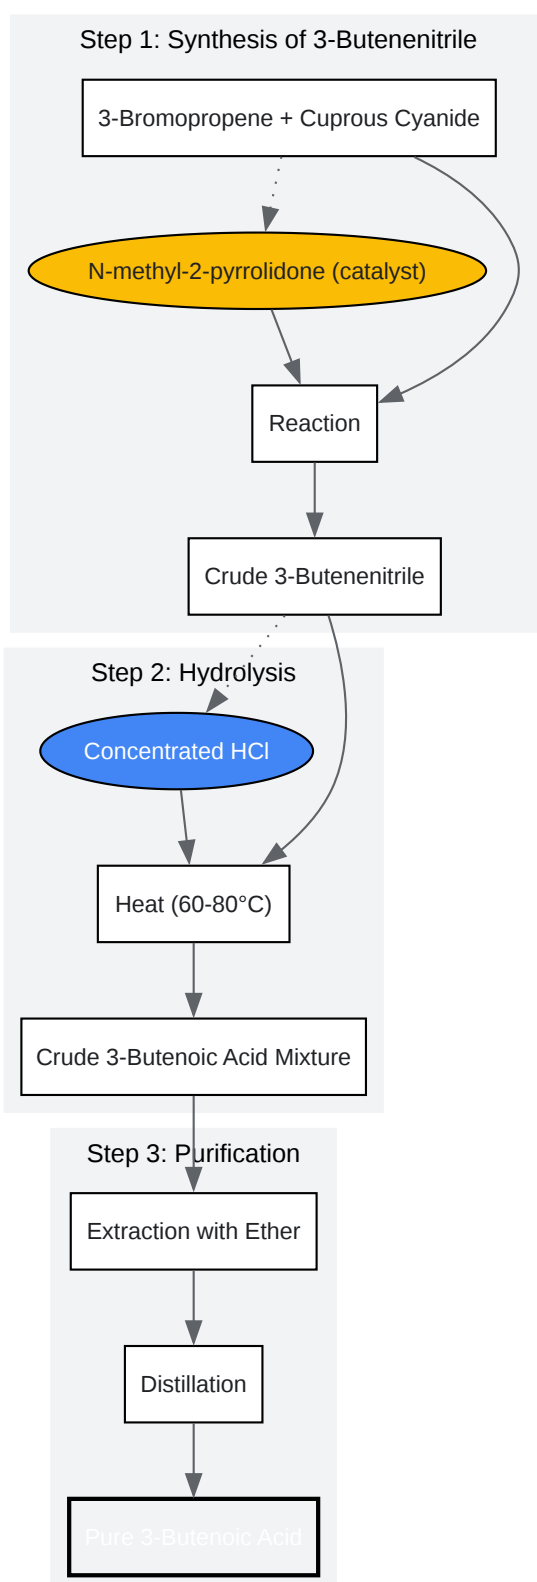 Step 1: Synthesis of 3-Butenenitrile
3-Bromopropene + Cuprous Cyanide
N-methyl-2-pyrrolidone (catalyst)
Reaction
Crude 3-Butenenitrile
Step 2: Hydrolysis
Concentrated HCl
Heat (60-80°C)
Crude 3-Butenoic Acid Mixture
Step 3: Purification
Extraction with Ether
Distillation
Pure 3-Butenoic Acid